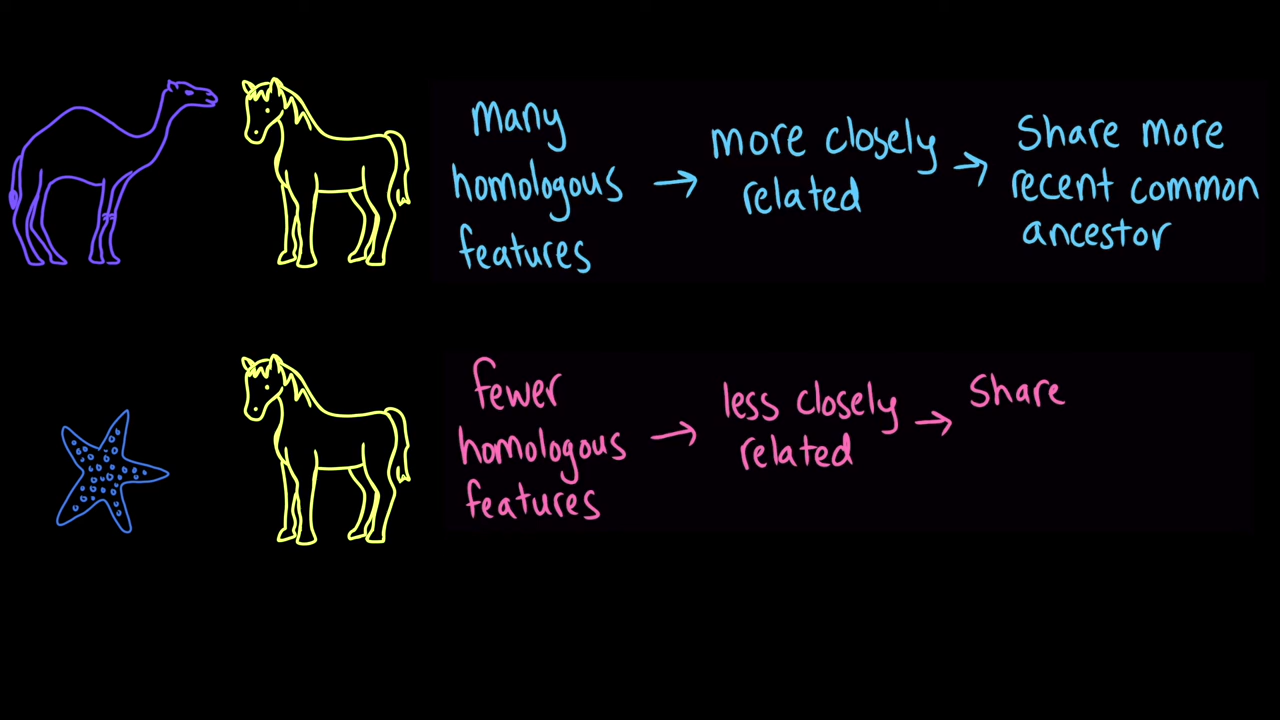 many
homologous
features
→
more closely
related
→
Share more
recent common
ancestor
fewer
homologous
features
→
less closely
related
→
Share